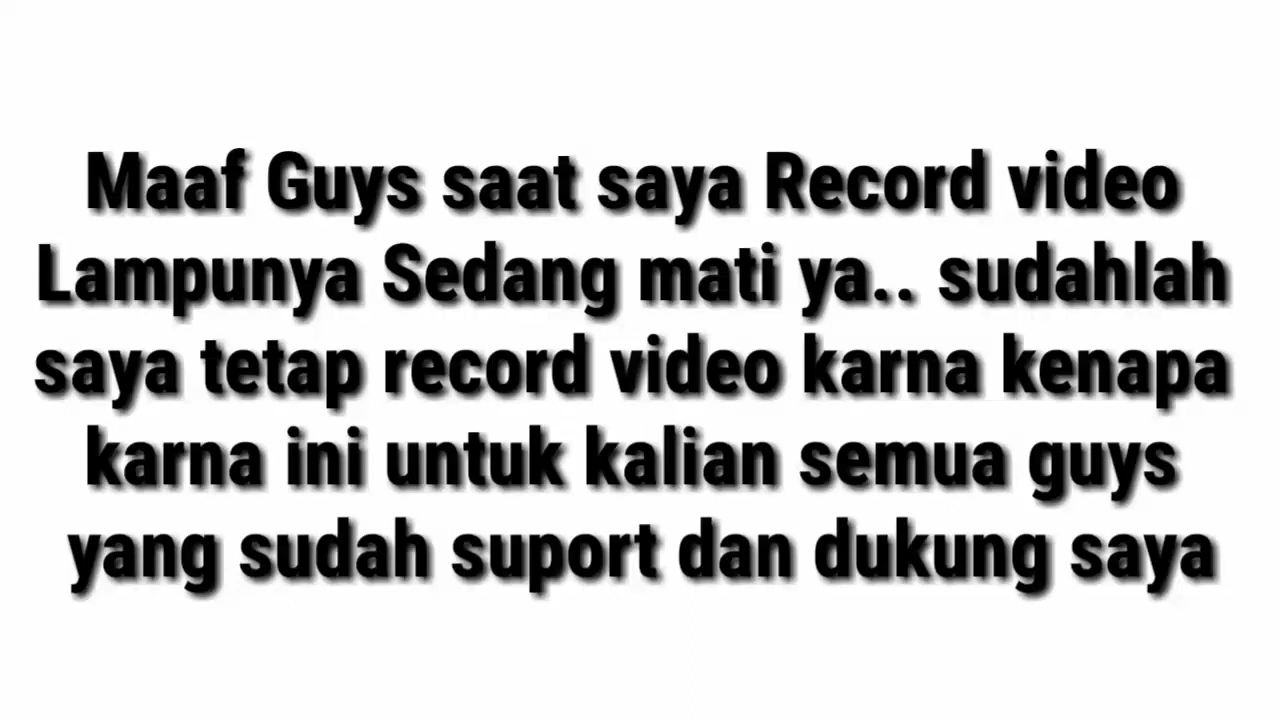 Maaf Guys saat saya Record video
Lampunya Sedang mati ya.. sudahlah
saya tetap record video karna kenapa
karna ini untuk kalian semua guys
yang sudah suport dan dukung saya